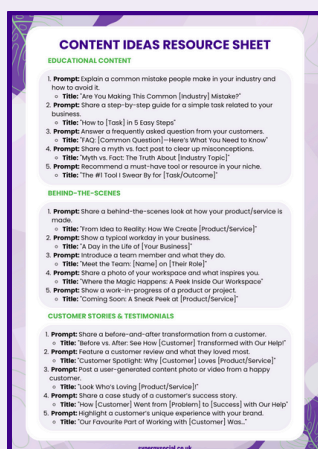 CONTENT IDEAS RESOURCE SHEET
EDUCATIONAL CONTENT
1. Prompt: Explain a common mistake people make in your industry and
how to avoid it.
Title: "Are You Making This Common [Industry] Mistake?"
2. Prompt: Share a step-by-step guide for a simple task related to your
business.
Title: "How to [Task] in 5 Easy Steps"
3. Prompt: Answer a frequently asked question from your customers.
Title: "FAQ: [Common Question]—Here's What You Need to Know"
4. Prompt: Share a myth vs. fact post to clear up misconceptions.
Title: "Myth vs. Fact: The Truth About [Industry Topic]"
5. Prompt: Recommend a must-have tool or resource in your niche.
Title: "The #1 Tool I Swear By for [Task/Outcome]"
BEHIND-THE-SCENES
1. Prompt: Share a behind-the-scenes look at how your product/service is
made.
Title: "From Idea to Reality: How We Create [Product/Service]"
2. Prompt: Show a typical workday in your business.
Title: "A Day in the Life of [Your Business]"
3. Prompt: Introduce a team member and what they do.
Title: "Meet the Team: [Name] on [Their Role]"
4. Prompt: Share a photo of your workspace and what inspires you.
Title: "Where the Magic Happens: A Peek Inside Our Workspace"
5. Prompt: Show a work-in-progress of a product or project.
Title: "Coming Soon: A Sneak Peek at [Product/Service]"
CUSTOMER STORIES & TESTIMONIALS
1. Prompt: Share a before-and-after transformation from a customer.
Title: "Before vs. After: See How [Customer] Transformed with Our Help!"
2. Prompt: Feature a customer review and what they loved most.
Title: "Customer Spotlight: Why [Customer] Loves [Product/Service]"
3. Prompt: Post a user-generated content photo or video from a happy
customer.
Title: "Look Who's Loving [Product/Service]!"
4. Prompt: Share a case study of a customer's success story.
Title: "How [Customer] Went from [Problem] to [Success] with Our Help"
5. Prompt: Highlight a customer's unique experience with your brand.
Title: "Our Favourite Part of Working with [Customer] Was..."